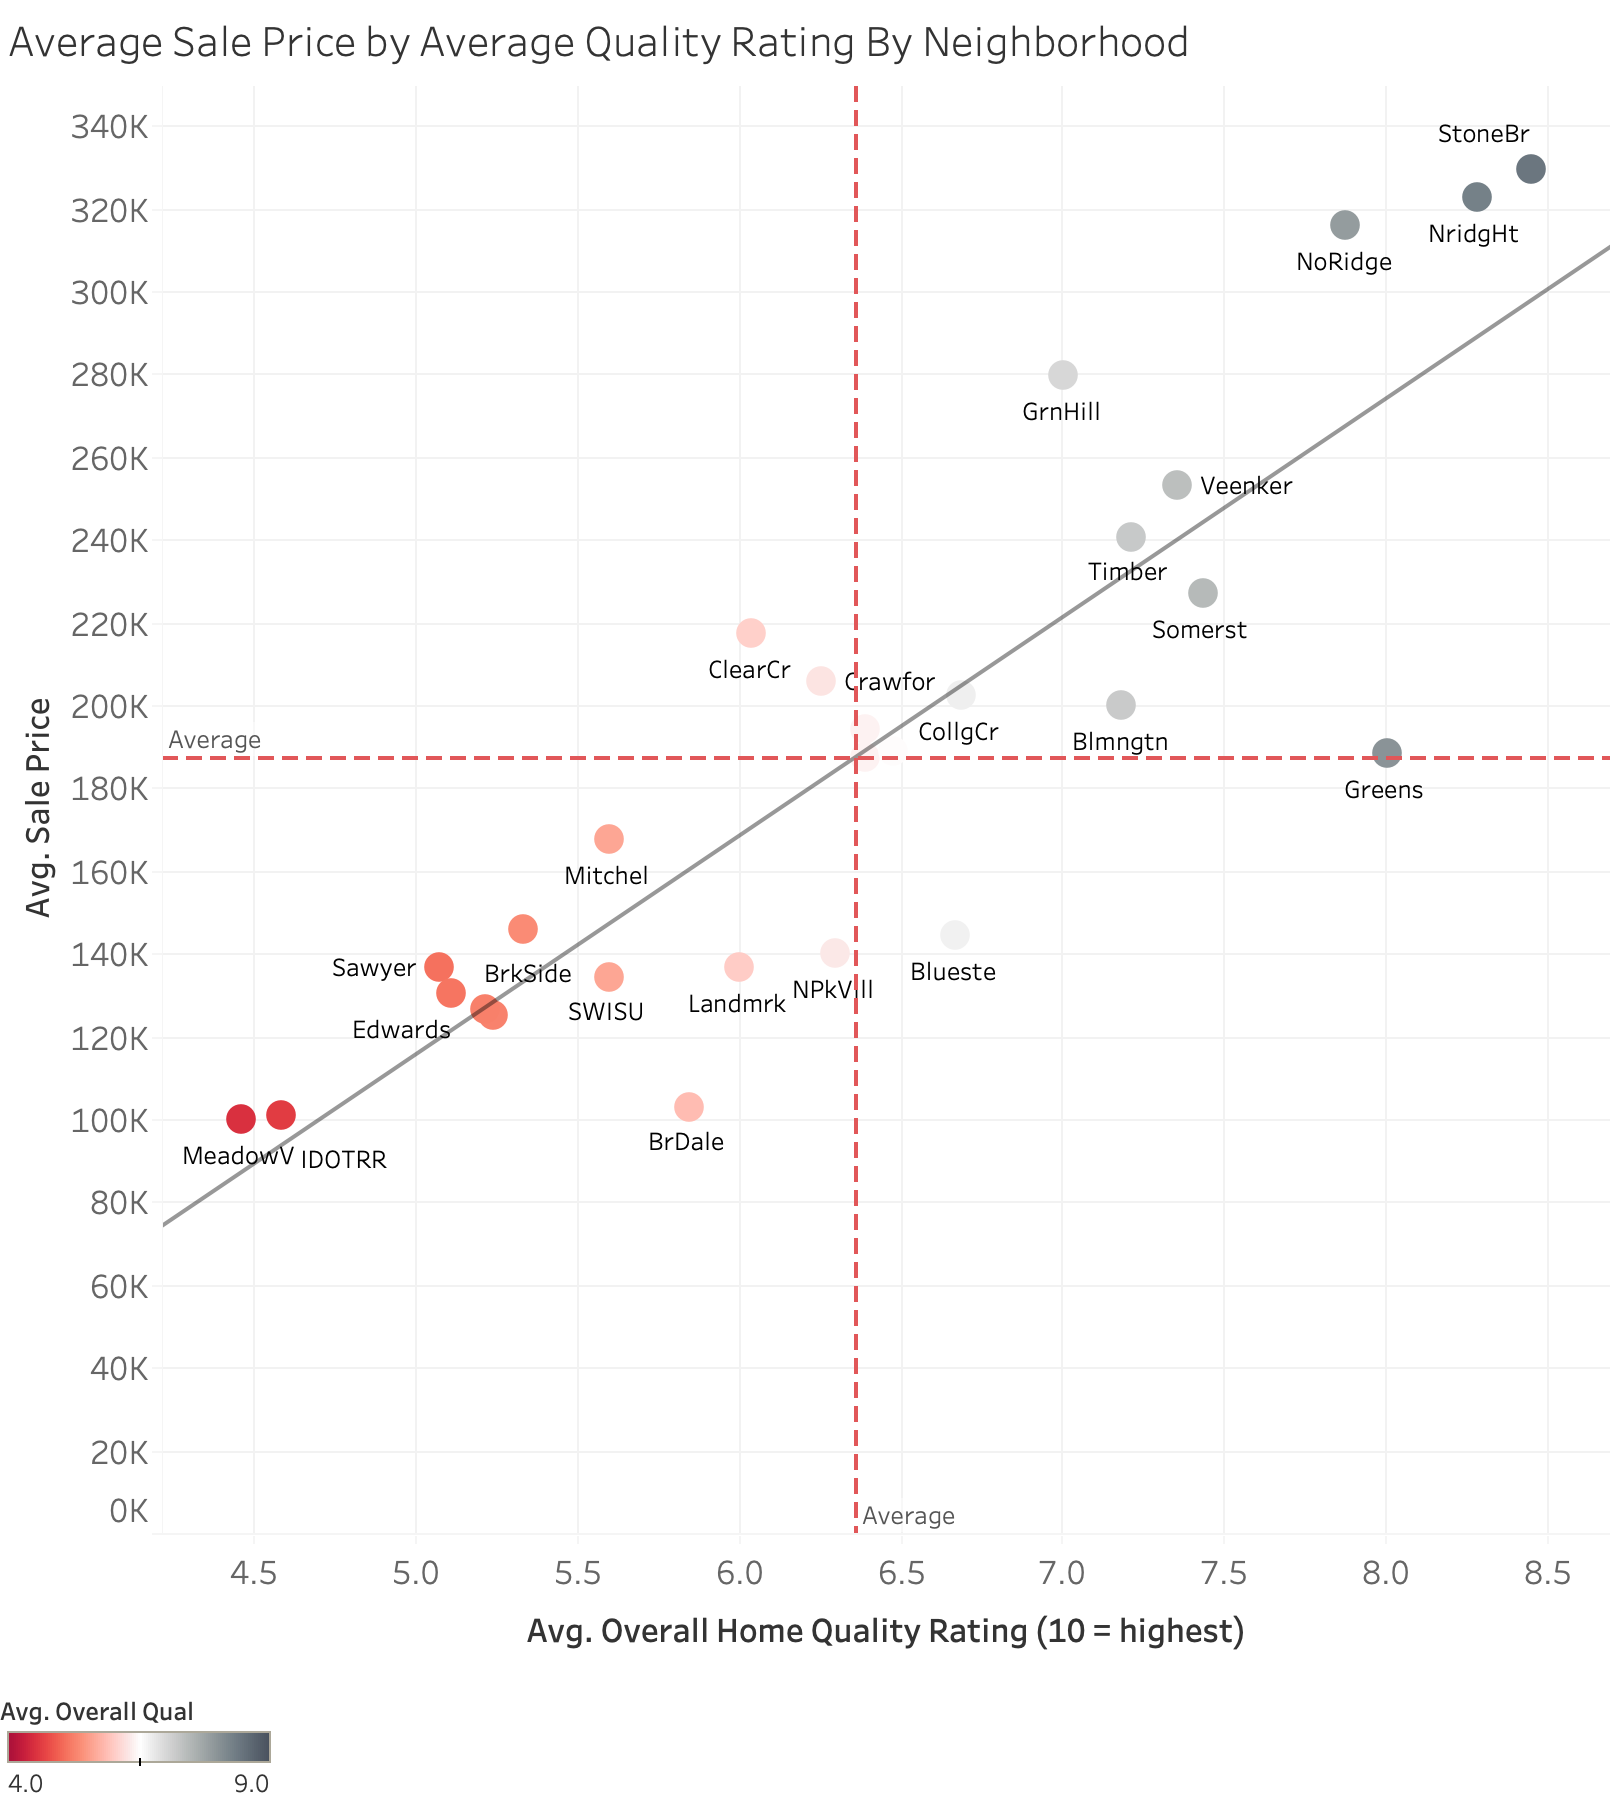 Average Sale Price by Average Quality Rating By Neighborhood
340K
StoneBr
320K
NridgHt
NoRidge
300K
280K
GrnHill
260K
Veenker
240K
Timber
220K
Somerst
ClearCr
Crawfor
200K
CollgCr
Blmngtn
Average
180K
Greens
Avg. Sale Price
160K
Mitchel
140K
Sawyer
BrkSide
Blueste
NPkVill
Landmrk
SWISU
Edwards
120K
100K
BrDale
MeadowV
IDOTRR
80K
60K
40K
20K
0K
Average
4.5 5.0 5.5 6.0 6.5 7.0 7.5 8.0 8.5
Avg. Overall Home Quality Rating (10 = highest)
Avg. Overall Qual
4.0 9.0